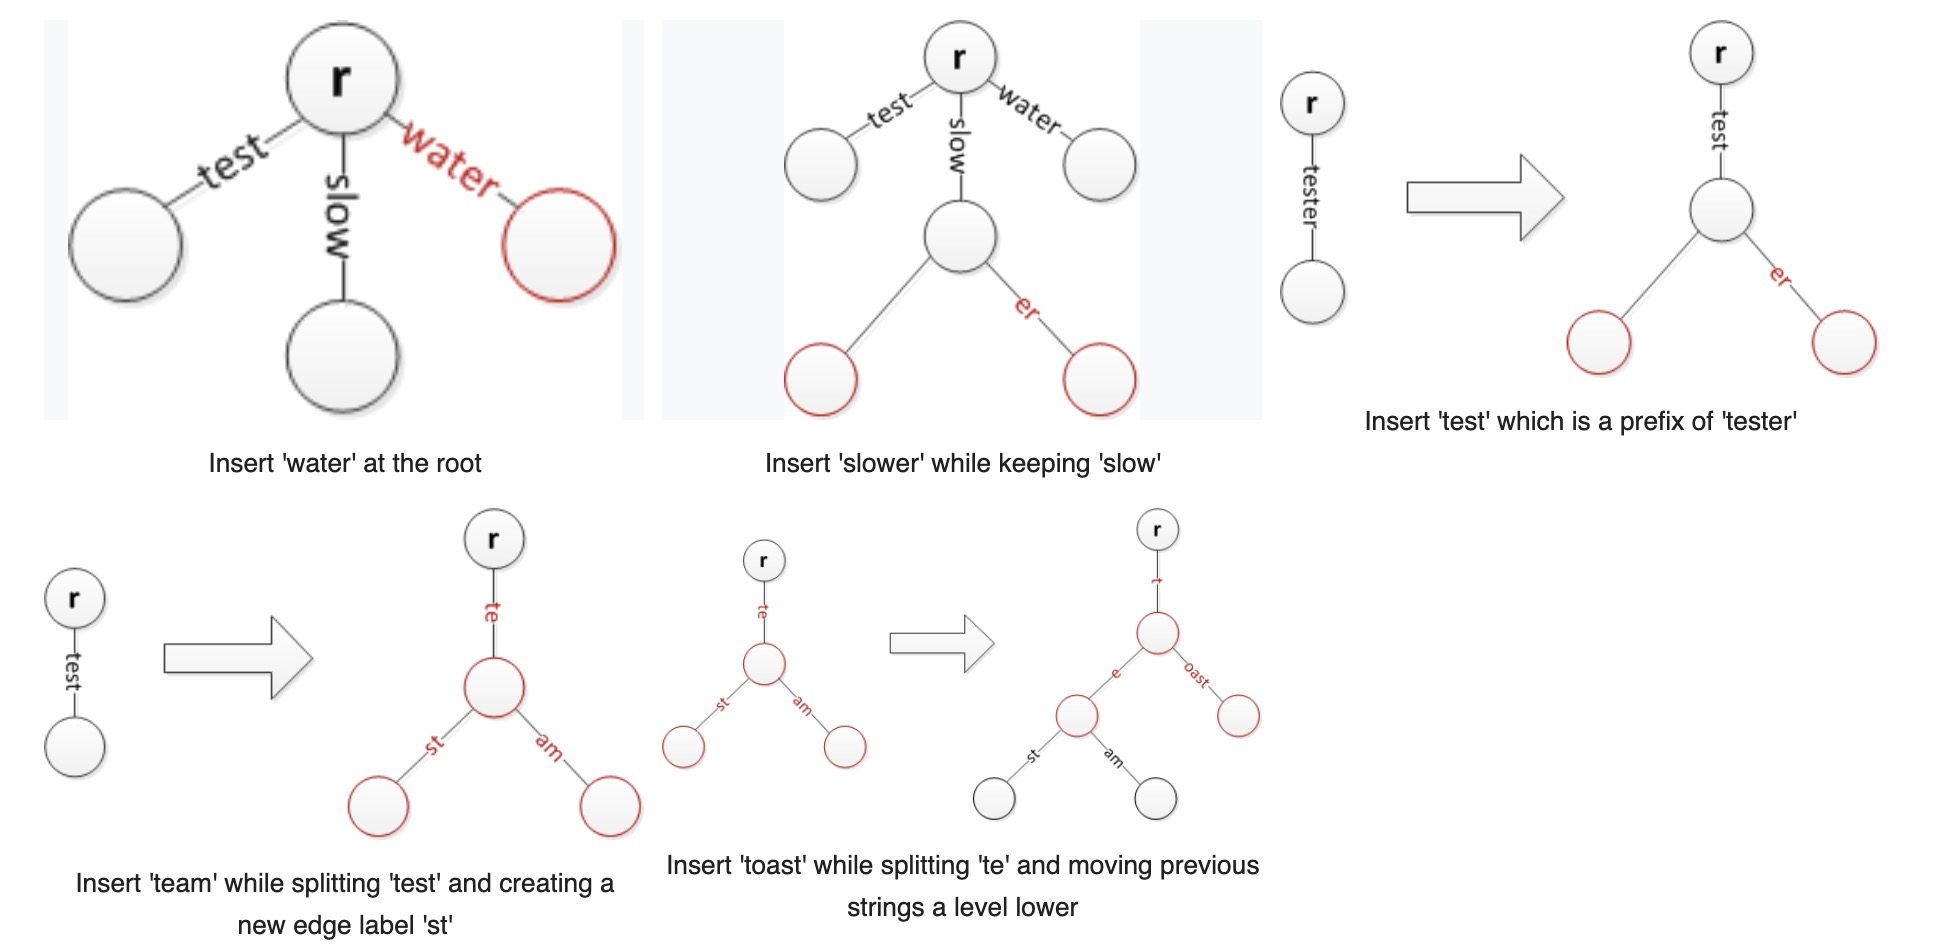 r
test
slow
water
Insert 'water' at the root
r
test
slow
water
er
Insert 'slower' while keeping 'slow'
r
tester
r
test
er
Insert 'test' which is a prefix of 'tester'
r
test
r
te
st
am
Insert 'team' while splitting 'test' and creating a
new edge label 'st'
r
te
st
am
r
t
e
oast
st
am
Insert 'toast' while splitting 'te' and moving previous
strings a level lower